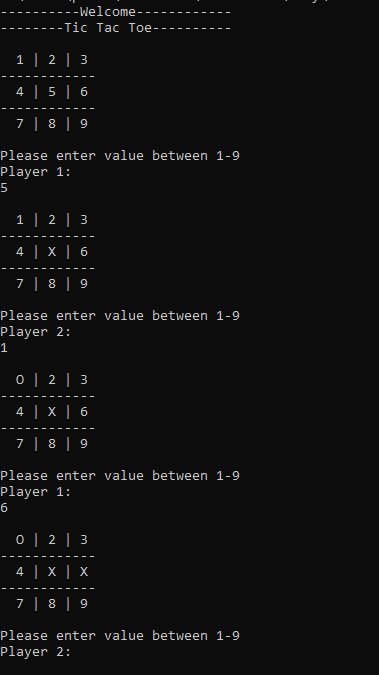 ----------Welcome------------
--------Tic Tac Toe----------
1 | 2 | 3
------------
4 | 5 | 6
------------
7 | 8 | 9
Please enter value between 1-9
Player 1:
5
1 | 2 | 3
------------
4 | X | 6
------------
7 | 8 | 9
Please enter value between 1-9
Player 2:
1
O | 2 | 3
------------
4 | X | 6
------------
7 | 8 | 9
Please enter value between 1-9
Player 1:
6
O | 2 | 3
------------
4 | X | X
------------
7 | 8 | 9
Please enter value between 1-9
Player 2: